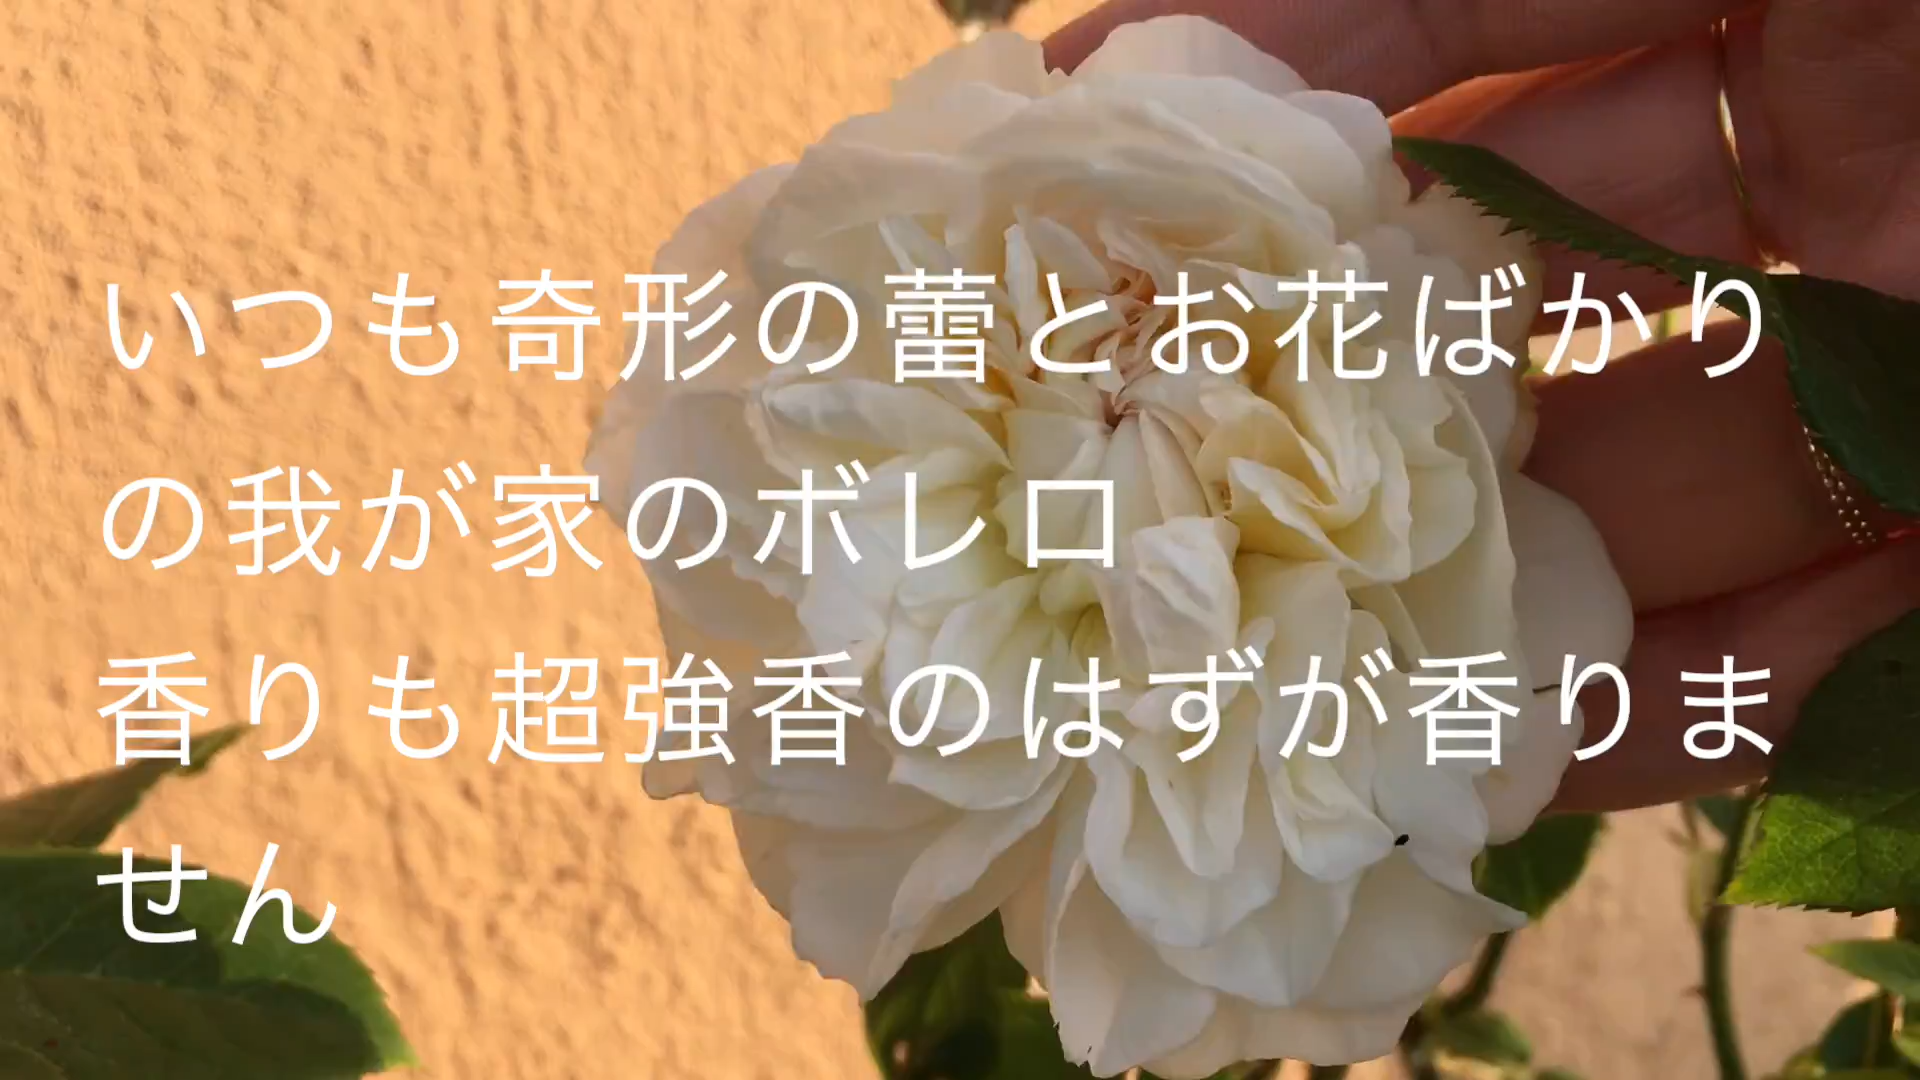 いつも奇形の蕾とお花ばかり
の我が家のボレロ
香りも超強香のはずが香りま
せん